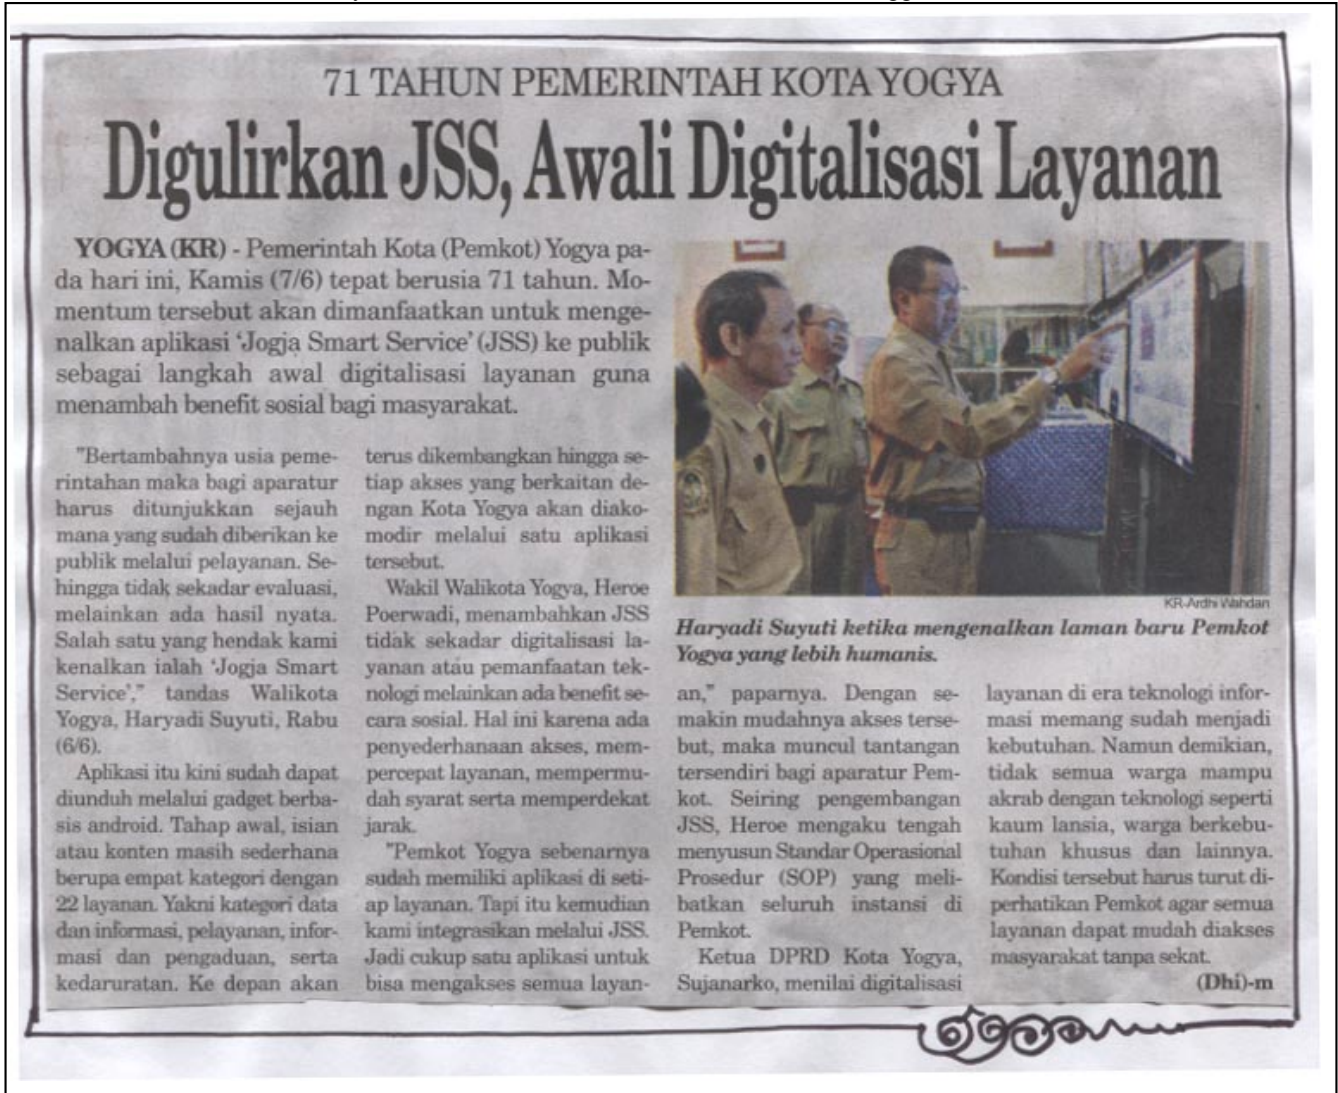 71 TAHUN PEMERINTAH KOTA YOGYA
Digulirkan JSS, Awali Digitalisasi Layanan
YOGYA (KR) - Pemerintah Kota (Pemkot) Yogya pa-
da hari ini, Kamis (7/6) tepat berusia 71 tahun. Mo-
mentum tersebut akan dimanfaatkan untuk menge-
nalkan aplikasi 'Jogja Smart Service' (JSS) ke publik
sebagai langkah awal digitalisasi layanan guna
menambah benefit sosial bagi masyarakat.
"Bertambahnya usia peme-
rintahan maka bagi aparatur
harus ditunjukkan sejauh
mana yang sudah diberikan ke
publik melalui pelayanan. Se-
hingga tidak sekadar evaluasi,
melainkan ada hasil nyata.
Salah satu yang hendak kami
kenalkan ialah 'Jogja Smart
Service'," tandas Walikota
Yogya, Haryadi Suyuti, Rabu
(6/6).
Aplikasi itu kini sudah dapat
diunduh melalui gadget berba-
sis android. Tahap awal, isian
atau konten masih sederhana
berupa empat kategori dengan
22 layanan. Yakni kategori data
dan informasi, pelayanan, infor-
masi dan pengaduan, serta
kedaruratan. Ke depan akan
terus dikembangkan hingga se-
tiap akses yang berkaitan de-
ngan Kota Yogya akan diako-
modir melalui satu aplikasi
tersebut.
Wakil Walikota Yogya, Heroe
Poerwadi, menambahkan JSS
tidak sekadar digitalisasi la-
yanan atau pemanfaatan tek-
nologi melainkan ada benefit se-
cara sosial. Hal ini karena ada
penyederhanaan akses, mem-
percepat layanan, mempermu-
dah syarat serta memperdekat
jarak.
"Pemkot Yogya sebenarnya
sudah memiliki aplikasi di seti-
ap layanan. Tapi itu kemudian
kami integrasikan melalui JSS.
Jadi cukup satu aplikasi untuk
bisa mengakses semua layan-
KR-Ardhi Wahdan
Haryadi Suyuti ketika mengenalkan laman baru Pemkot
Yogya yang lebih humanis.
an," paparnya. Dengan se-
makin mudahnya akses terse-
but, maka muncul tantangan
tersendiri bagi aparatur Pem-
kot. Seiring pengembangan
JSS, Heroe mengaku tengah
menyusun Standar Operasional
Prosedur (SOP) yang meli-
batkan seluruh instansi di
Pemkot.
Ketua DPRD Kota Yogya,
Sujanarko, menilai digitalisasi
layanan di era teknologi infor-
masi memang sudah menjadi
kebutuhan. Namun demikian,
tidak semua warga mampu
akrab dengan teknologi seperti
kaum lansia, warga berkebu-
tuhan khusus dan lainnya.
Kondisi tersebut harus turut di-
perhatikan Pemkot agar semua
layanan dapat mudah diakses
masyarakat tanpa sekat.
(Dhi)-m